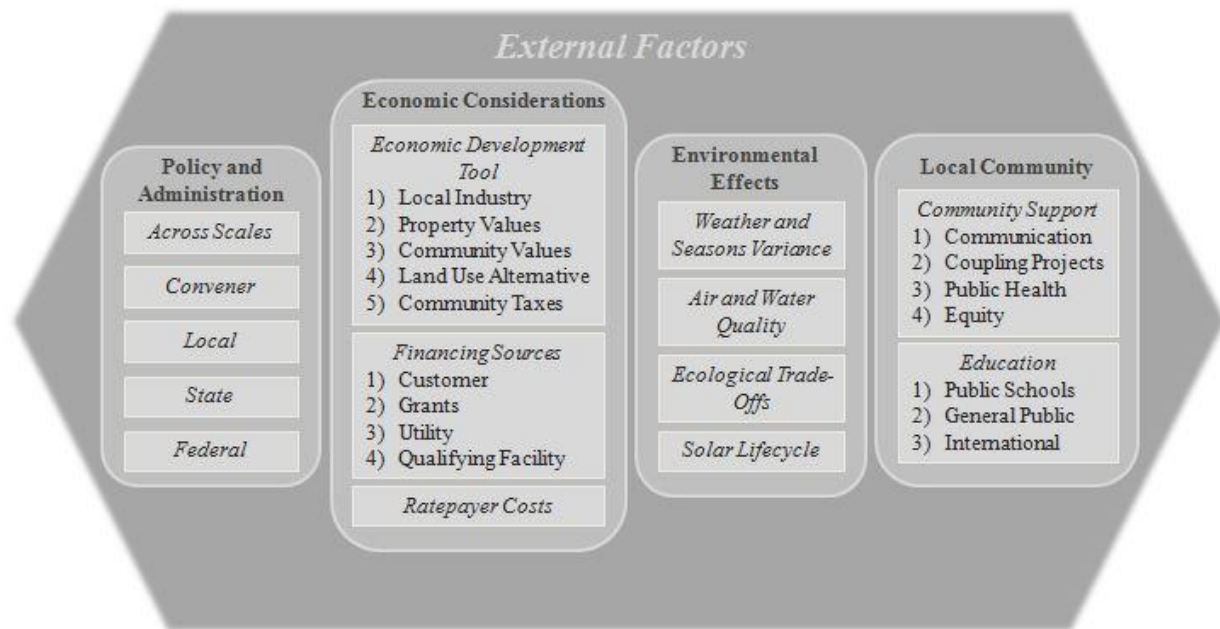 External Factors
Policy and
Administration
Across Scales
Convener
Local
State
Federal
Economic Considerations
Economic Development
Tool
1) Local Industry
2) Property Values
3) Community Values
4) Land Use Alternative
5) Community Taxes
Financing Sources
1) Customer
2) Grants
3) Utility
4) Qualifying Facility
Ratepayer Costs
Environmental
Effects
Weather and
Seasons Variance
Air and Water
Quality
Ecological Trade-
Offs
Solar Lifecycle
Local Community
Community Support
1) Communication
2) Coupling Projects
3) Public Health
4) Equity
Education
1) Public Schools
2) General Public
3) International